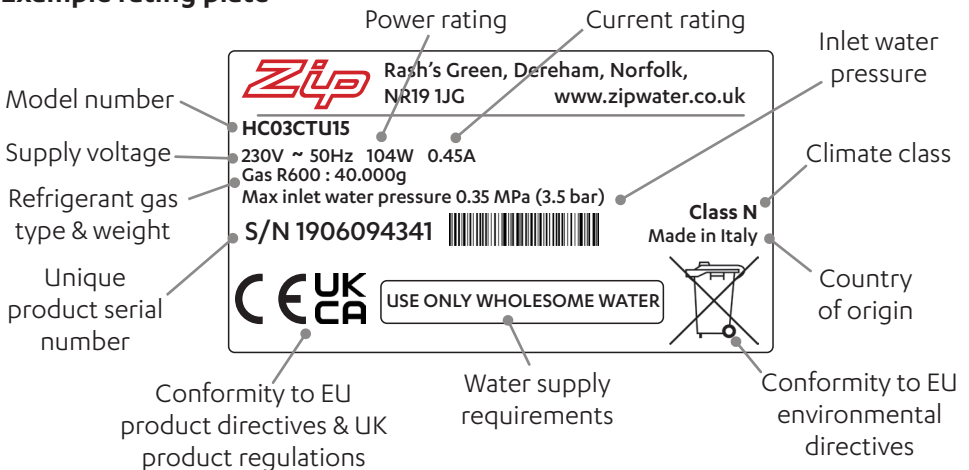 Example rating plate
Power rating
Current rating
Inlet water
pressure
Model number
Supply voltage
Refrigerant gas
type & weight
Unique
product serial
number
Zip
Rash's Green, Dereham, Norfolk,
NR19 1JG www.zipwater.co.uk
HC03CTU15
230V ~ 50Hz 104W 0.45A
Gas R600 : 40.000g
Max inlet water pressure 0.35 MPa (3.5 bar)
S/N 1906094341
Class N
Made in Italy
CE UK
CA
USE ONLY WHOLESOME WATER
Climate class
Country
of origin
Conformity to EU
product directives & UK
product regulations
Water supply
requirements
Conformity to EU
environmental
directives